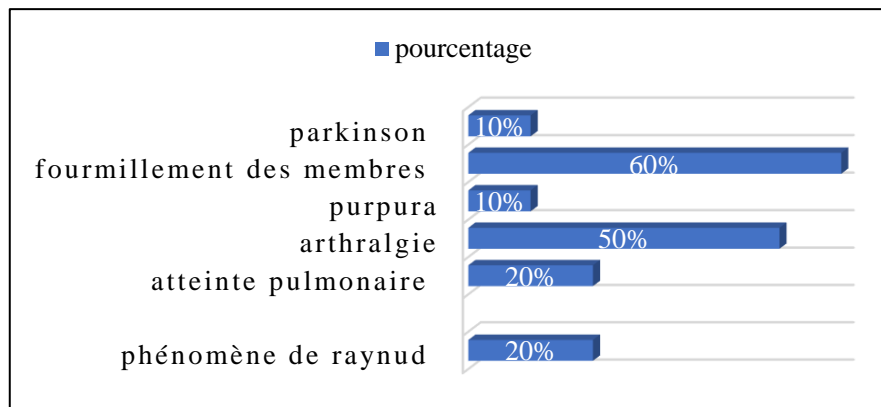 pourcentage
parkinson 10%
fourmillement des membres 60%
purpura 10%
arthralgie 50%
atteinte pulmonaire 20%
phénomène de raynud 20%